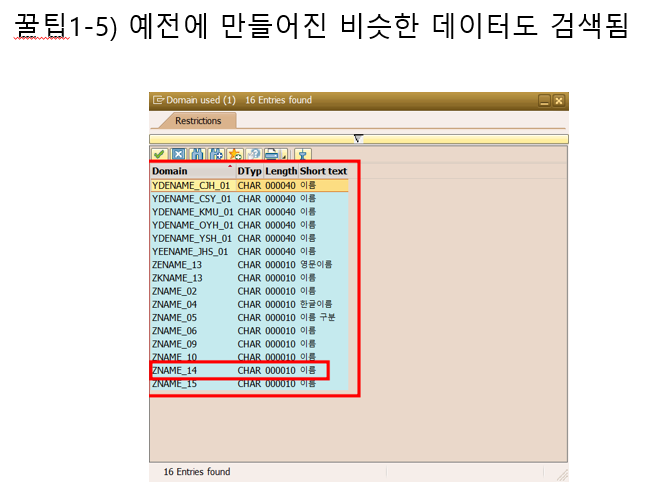 꿀팁1-5) 예전에 만들어진 비슷한 데이터도 검색됨
Domain used (1) 16 Entries found
Restrictions
Domain DTyp Length Short text
YDENAME_CJH_01 CHAR 000040 이름
YDENAME_CSY_01 CHAR 000040 이름
YDENAME_KMU_01 CHAR 000040 이름
YDENAME_OYH_01 CHAR 000040 이름
YDENAME_YSH_01 CHAR 000040 이름
YEENAME_JHS_01 CHAR 000040 이름
ZENAME_13 CHAR 000010 영문이름
ZKNAME_13 CHAR 000010 이름
ZNAME_02 CHAR 000010 이름
ZNAME_04 CHAR 000010 한글이름
ZNAME_05 CHAR 000010 이름 구분
ZNAME_06 CHAR 000010 이름
ZNAME_09 CHAR 000010 이름
ZNAME_10 CHAR 000010 이름
ZNAME_14 CHAR 000010 이름
ZNAME_15 CHAR 000010 이름
16 Entries found